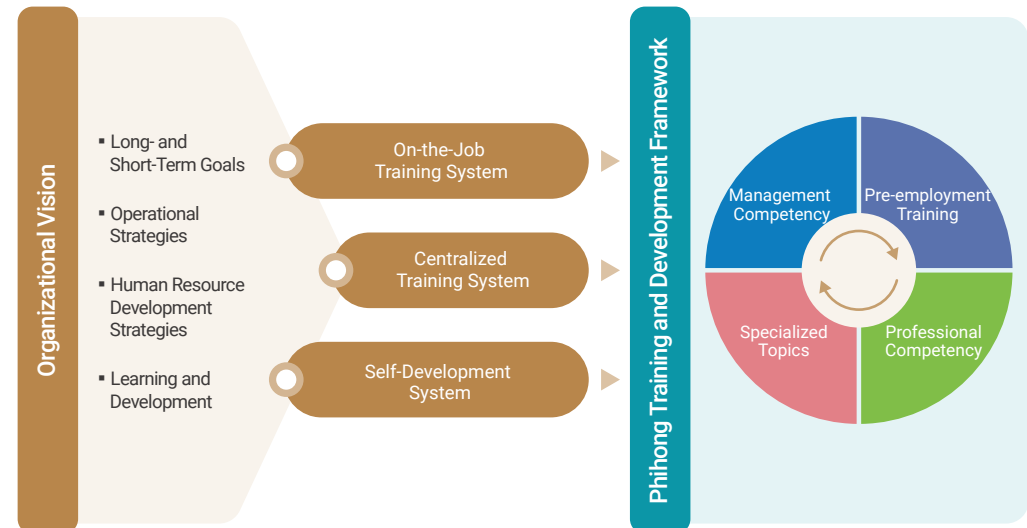 Organizational Vision
▪ Long- and
Short-Term Goals
▪ Operational
Strategies
▪ Human Resource
Development
Strategies
▪ Learning and
Development
On-the-Job
Training System
Centralized
Training System
Self-Development
System
Phihong Training and Development Framework
Management
Competency
Pre-employment
Training
Specialized
Topics
Professional
Competency